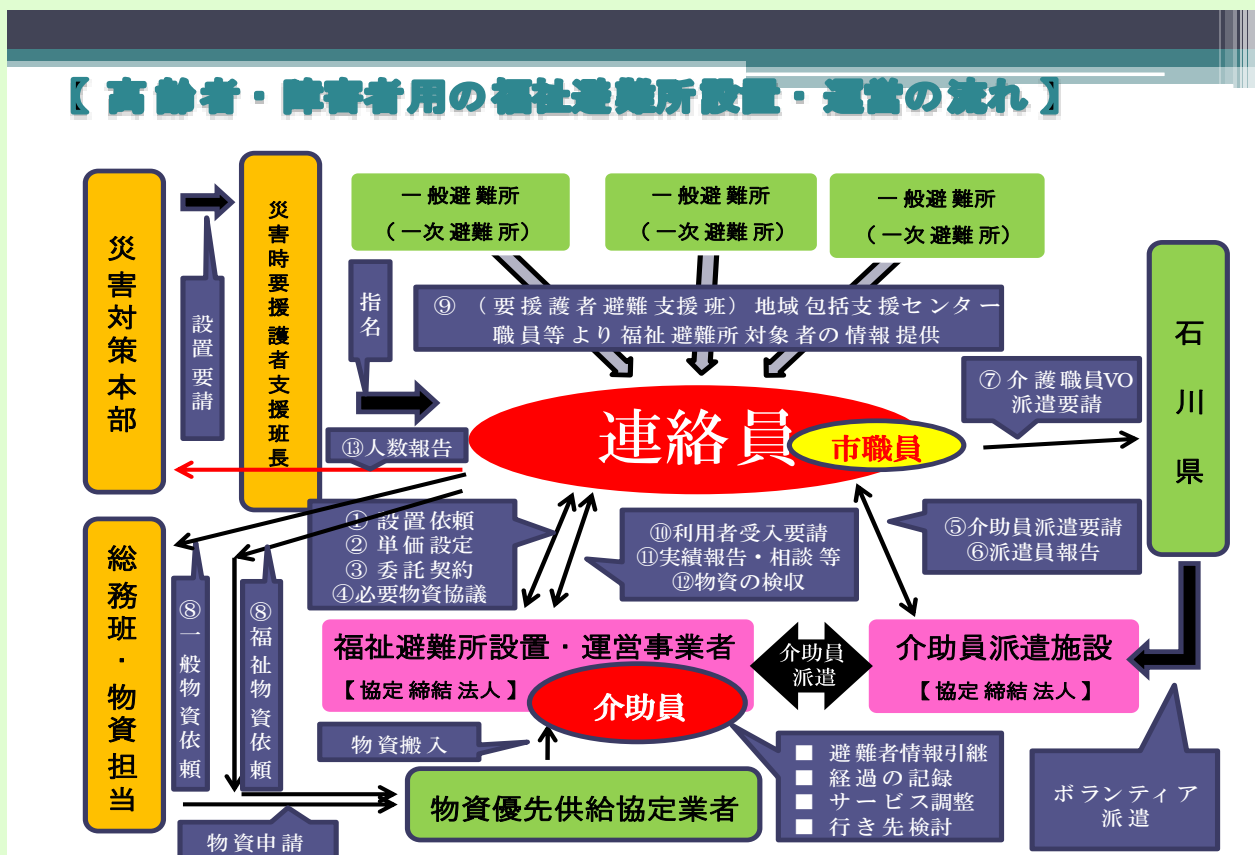 【 高齢者・障害者用の福祉避難所設置・運営の流れ 】
災害対策本部
設置要請
災害時要援護者支援班長
一般避難所
（一次避難所）
一般避難所
（一次避難所）
一般避難所
（一次避難所）
指名
⑨ （要援護者避難支援班）地域包括支援センター
職員等より福祉避難所対象者の情報提供
石川県
連絡員
市職員
⑦介護職員VO
派遣要請
⑬人数報告
総務班・物資担当
⑧一般物資依頼
⑧福祉物資依頼
① 設置依頼
② 単価設定
③ 委託契約
④必要物資協議
⑩利用者受入要請
⑪実績報告・相談等
⑫物資の検収
⑤介助員派遣要請
⑥派遣員報告
福祉避難所設置・運営事業者
【協定締結法人】
介助員
介助員
派遣
介助員派遣施設
【協定締結法人】
物資搬入
物資優先供給協定業者
■ 避難者情報引継
■ 経過の記録
■ サービス調整
■ 行き先検討
ボランティア
派遣
物資申請